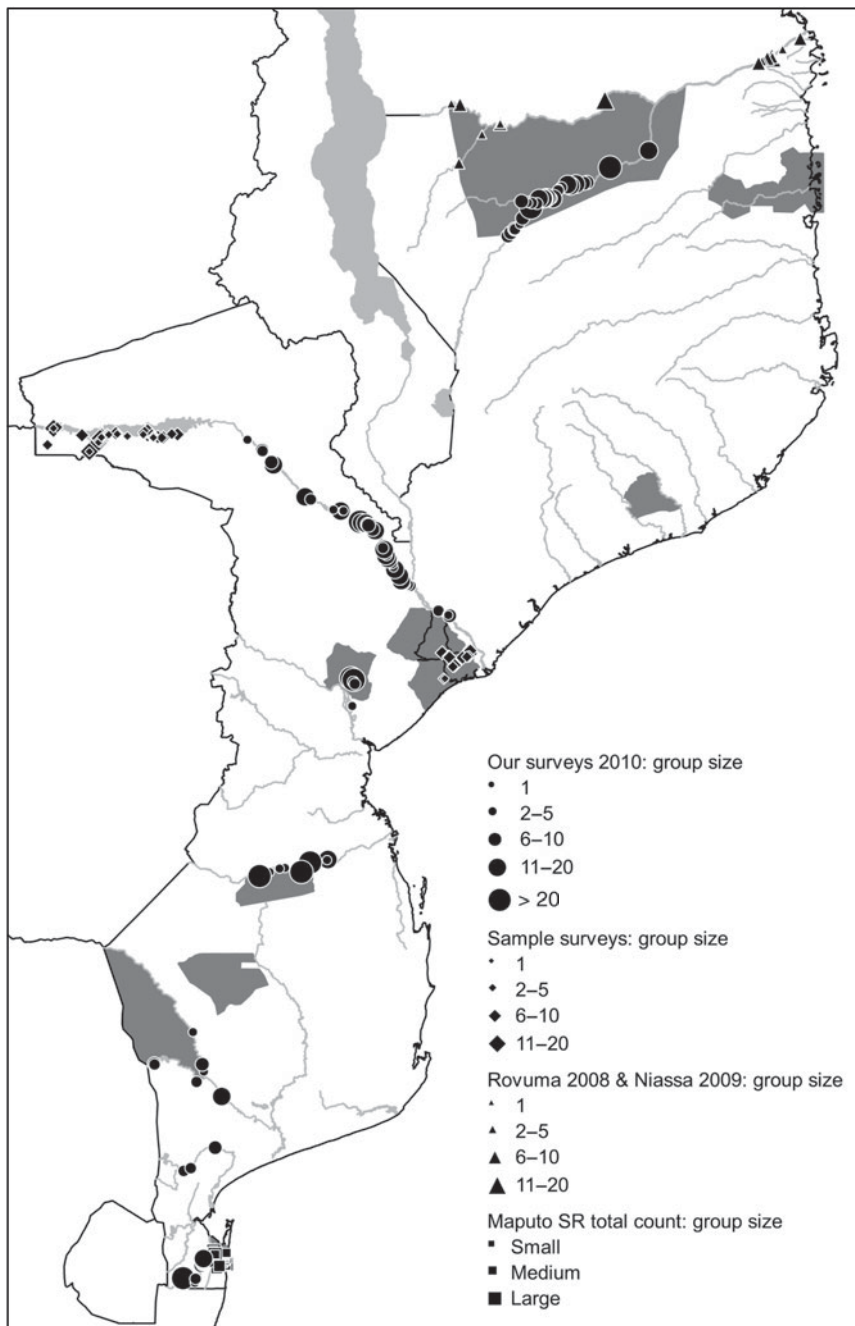 Our surveys 2010: group size
1
2–5
6–10
11–20
> 20
Sample surveys: group size
1
2–5
6–10
11–20
Rovuma 2008 & Niassa 2009: group size
1
2–5
6–10
11–20
Maputo SR total count: group size
Small
Medium
Large